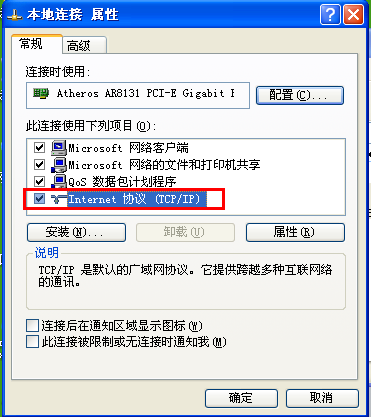 本地连接 属性
常规 高级
连接时使用:
Atheros AR8131 PCI-E Gigabit
配置(C)...
此连接使用下列项目(O):
Microsoft 网络客户端
Microsoft 网络的文件和打印机共享
QoS 数据包计划程序
Internet 协议 (TCP/IP)
安装(N)... 卸载(U) 属性(R)
说明
TCP/IP 是默认的广域网协议。它提供跨越多种互联网络
的通讯。
连接后在通知区域显示图标(W)
此连接被限制或无连接时通知我(M)
确定 取消